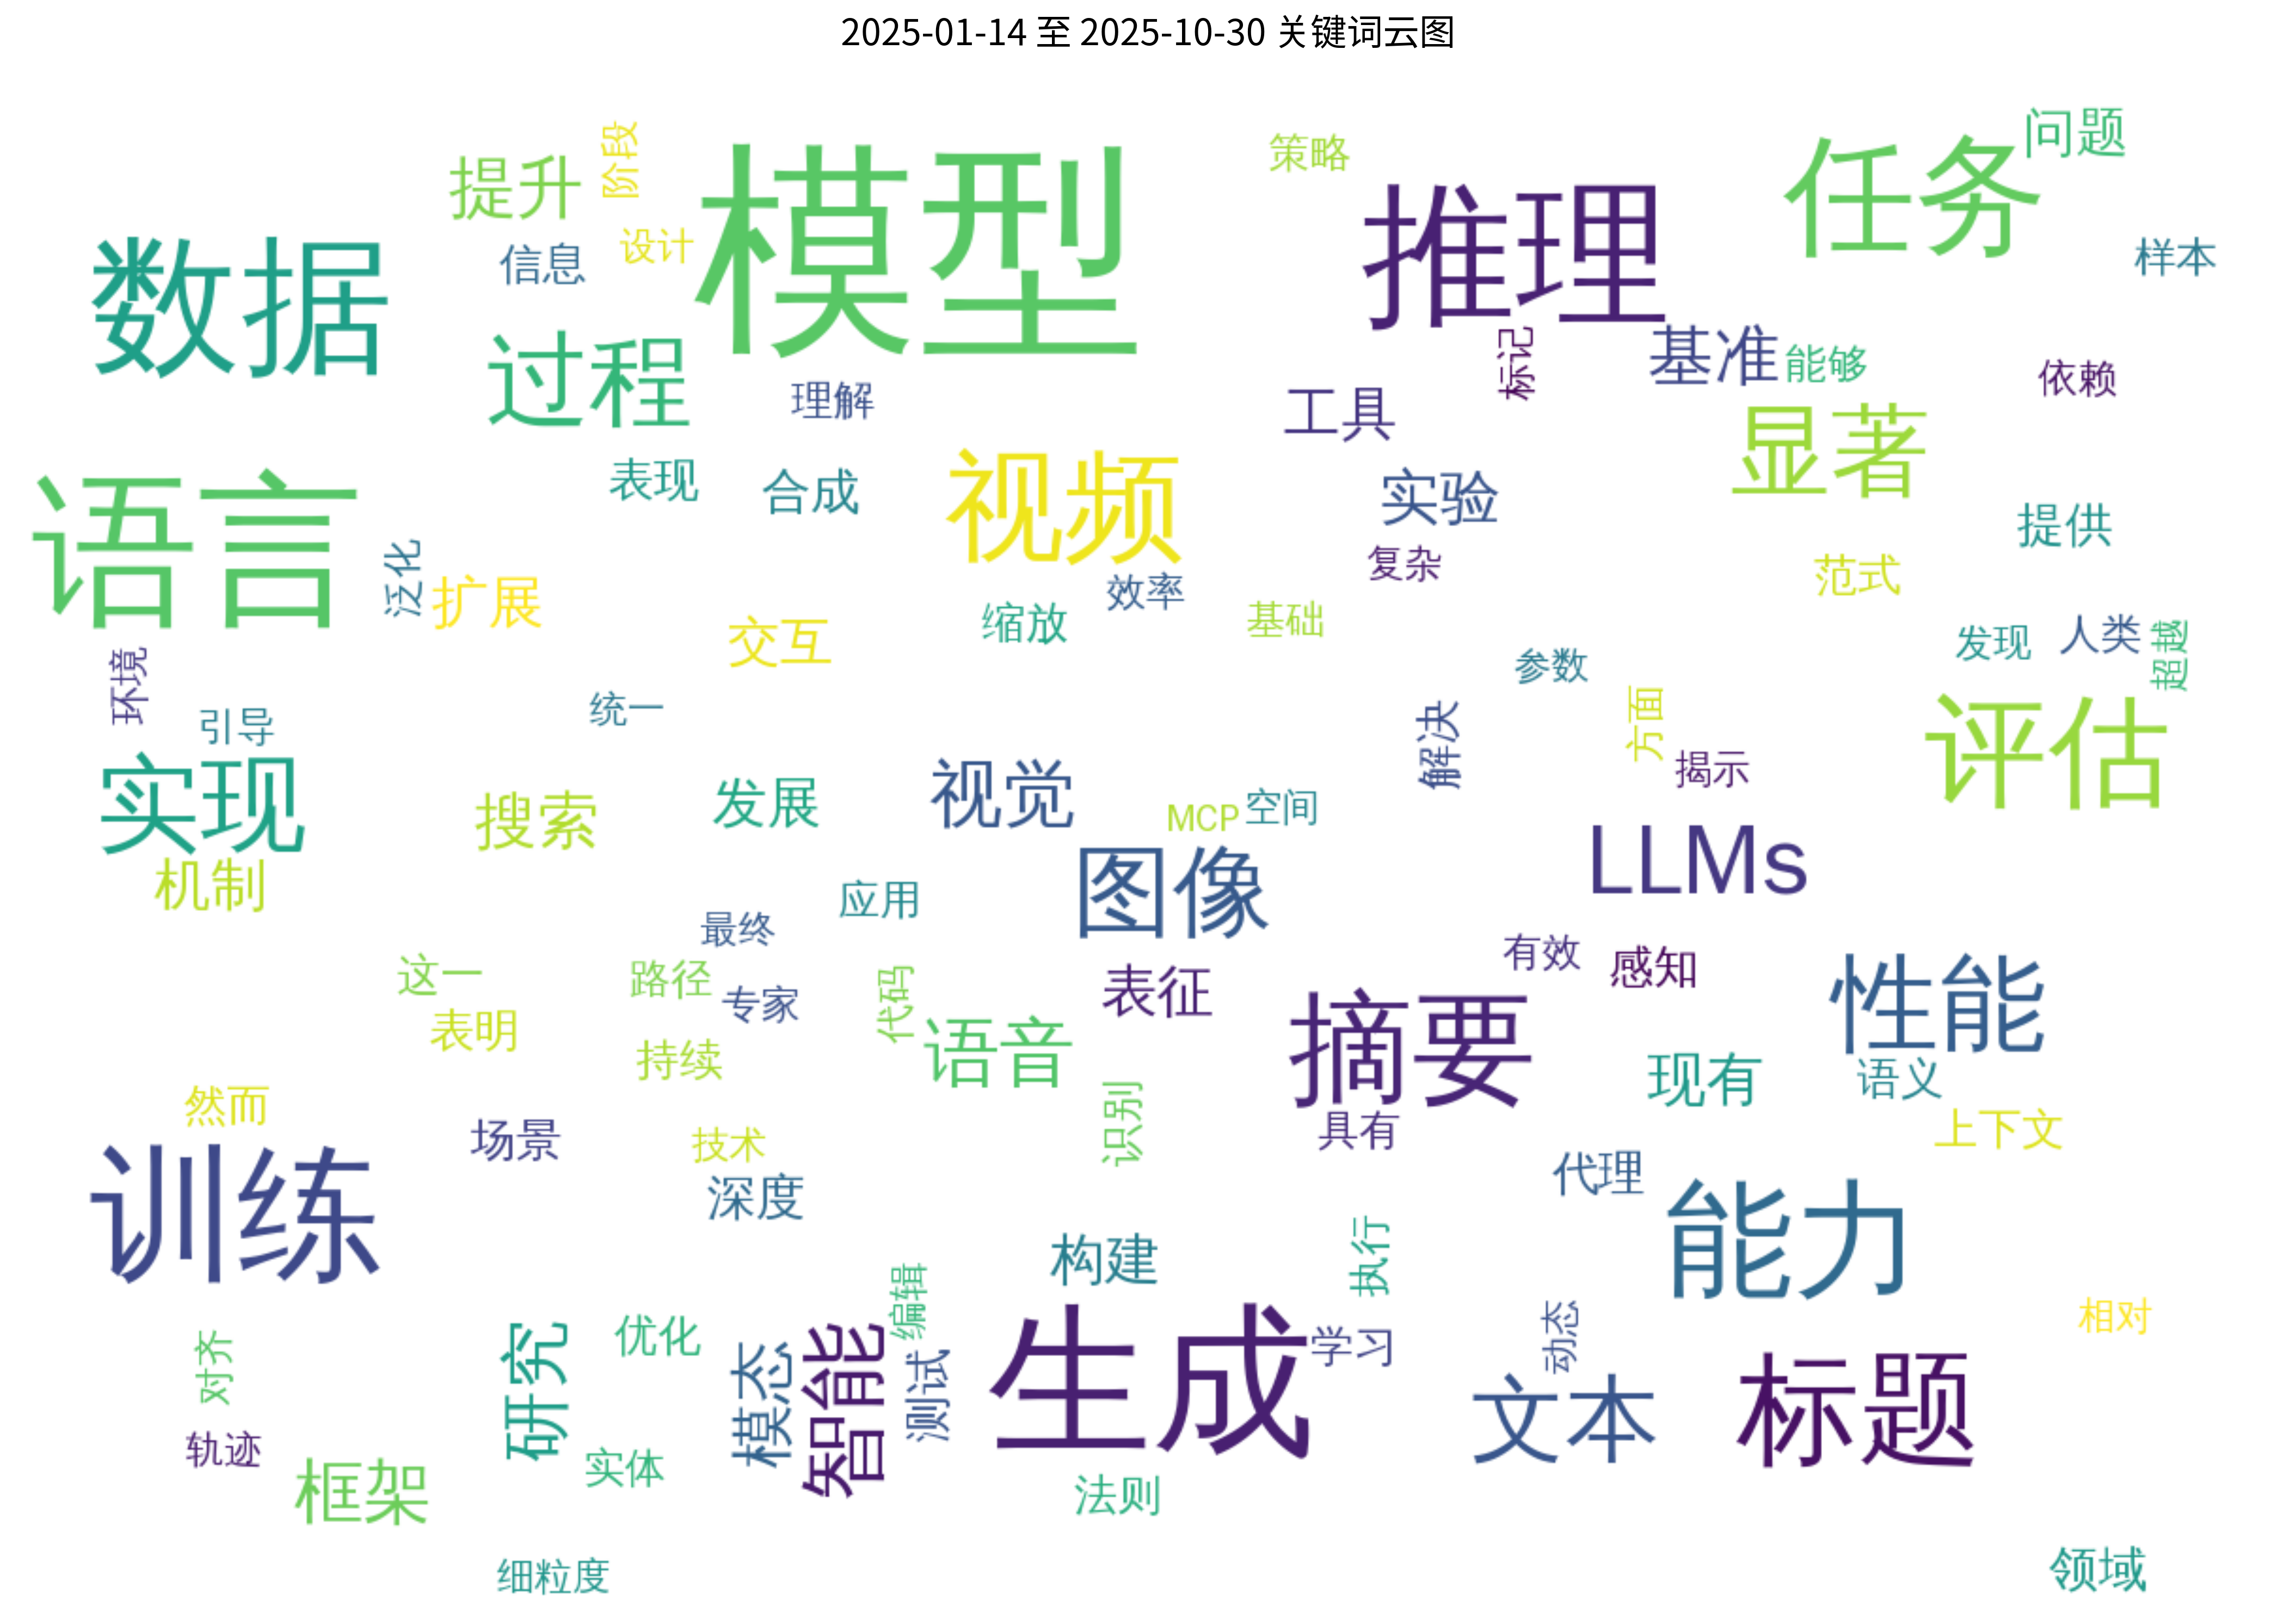 2025-01-14 至 2025-10-30 关键词云图
问题
阶段
策略
提升
模型
任务
推理
信息
设计
样本
数据
过程
标记
基准
能够
依赖
理解
工具
显著
语言
表现
合成
视频
实验
提供
泛化
扩展
效率
复杂
范式
缩放
基础
交互
发现
人类
超越
环境
参数
引导
统一
解决
方面
揭示
评估
实现
搜索
发展
视觉
MCP
空间
LLMs
机制
图像
应用
最终
有效
感知
这一
路径
专家
代码
表征
性能
表明
持续
语音
摘要
现有
语义
然而
场景
技术
识别
具有
上下文
训练
深度
代理
能力
构建
执行
编辑
相对
对齐
研究
优化
模态
智能
测试
生成
学习
动态
文本
标题
轨迹
框架
实体
法则
细粒度
领域